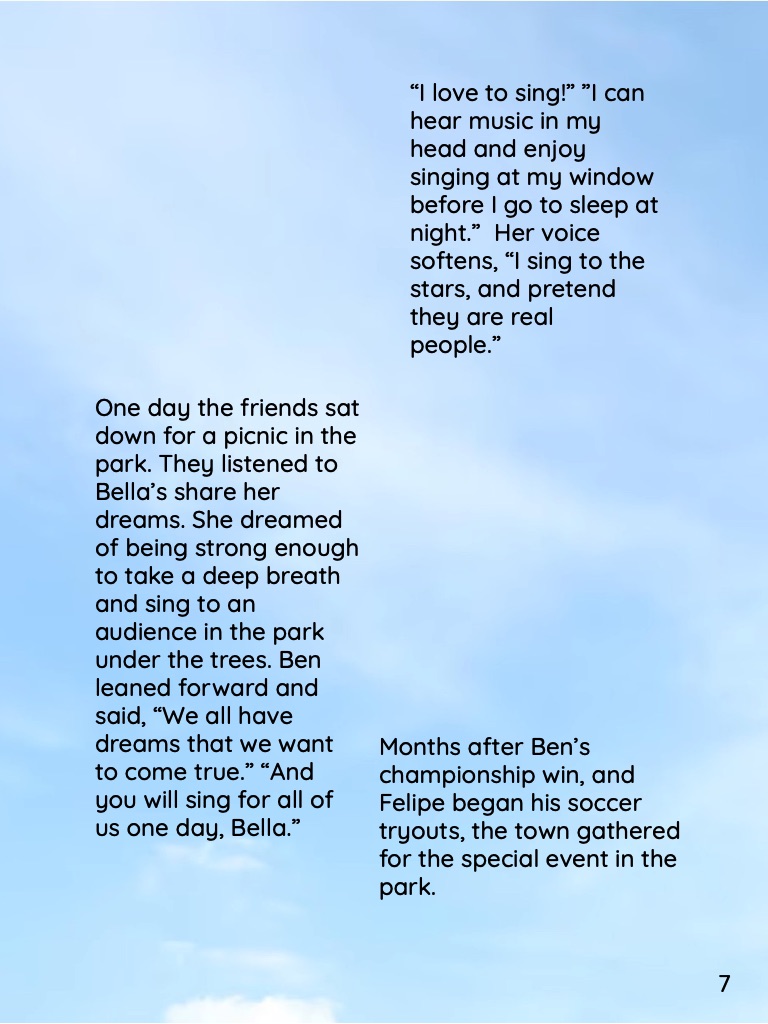 “I love to sing!” ”I can
hear music in my
head and enjoy
singing at my window
before I go to sleep at
night.”  Her voice
softens, “I sing to the
stars, and pretend
they are real
people.”
One day the friends sat
down for a picnic in the
park. They listened to
Bella’s share her
dreams. She dreamed
of being strong enough
to take a deep breath
and sing to an
audience in the park
under the trees. Ben
leaned forward and
said, “We all have
dreams that we want
to come true.” “And
you will sing for all of
us one day, Bella.”
Months after Ben’s
championship win, and
Felipe began his soccer
tryouts, the town gathered
for the special event in the
park.
7